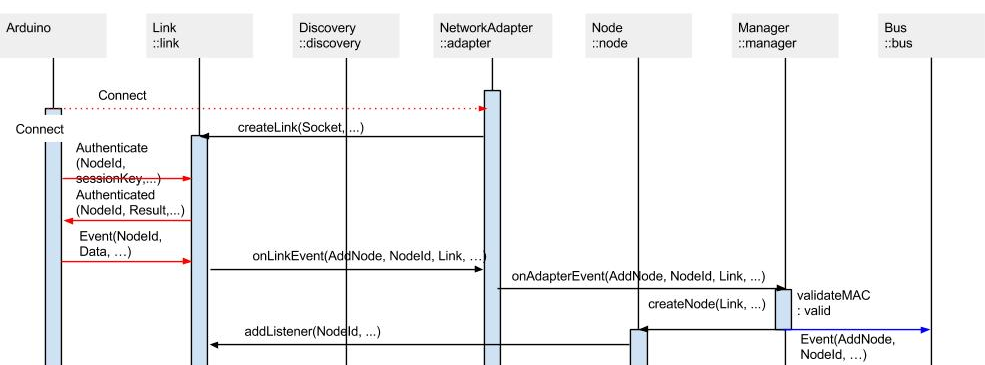 Arduino
Link
::link
Discovery
::discovery
NetworkAdapter
::adapter
Node
::node
Manager
::manager
Bus
::bus
Connect
Connect
createLink(Socket, ...)
Authenticate
(NodeId,
sessionKey,...)
Authenticated
(NodeId, Result,...)
Event(NodeId,
Data, …)
onLinkEvent(AddNode, NodeId, Link, …)
onAdapterEvent(AddNode, NodeId, Link, ...)
createNode(Link, ...)
validateMAC
: valid
addListener(NodeId, ...)
Event(AddNode,
NodeId, …)